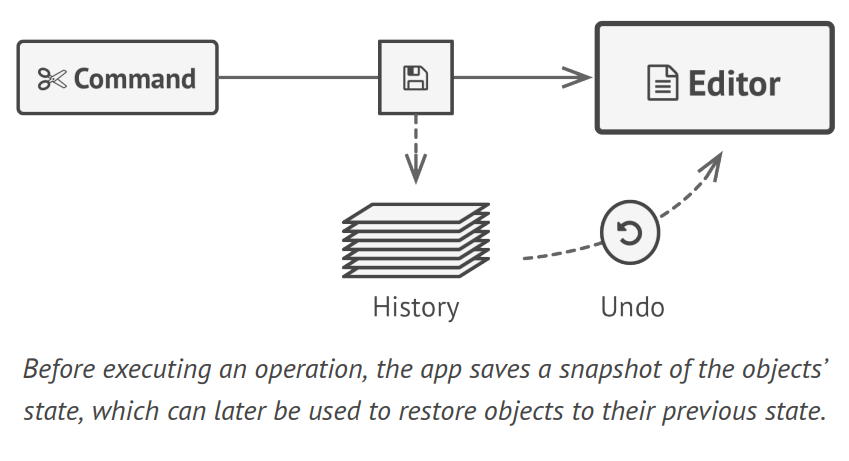 Command
Editor
History
Undo
Before executing an operation, the app saves a snapshot of the objects’
state, which can later be used to restore objects to their previous state.